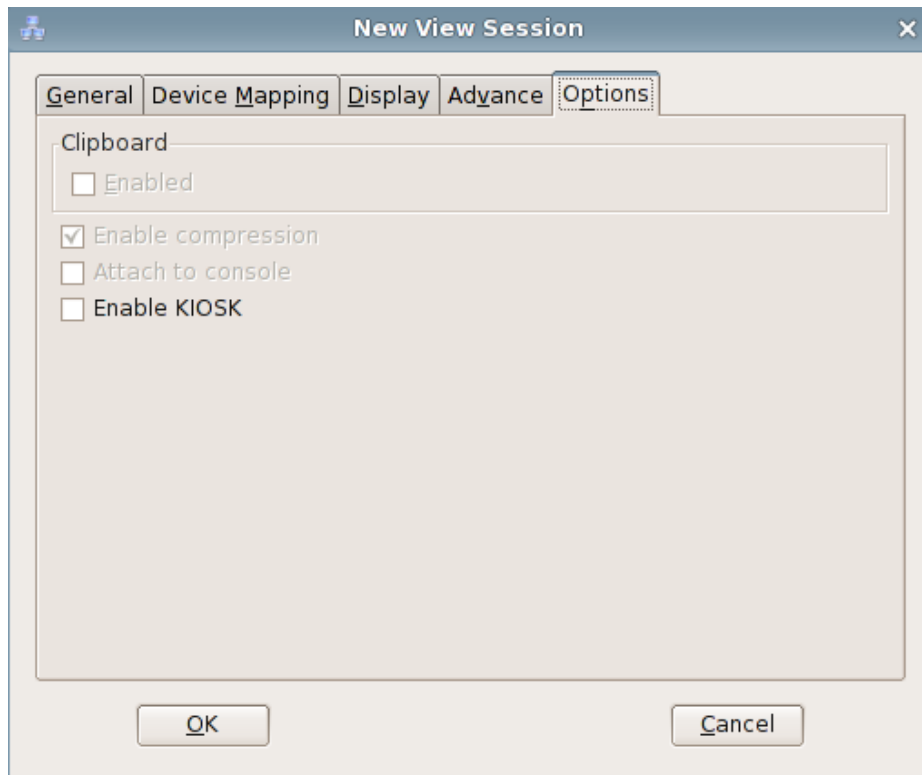 New View Session
General Device Mapping Display Advance Options
Clipboard
Enabled
Enable compression
Attach to console
Enable KIOSK
OK Cancel